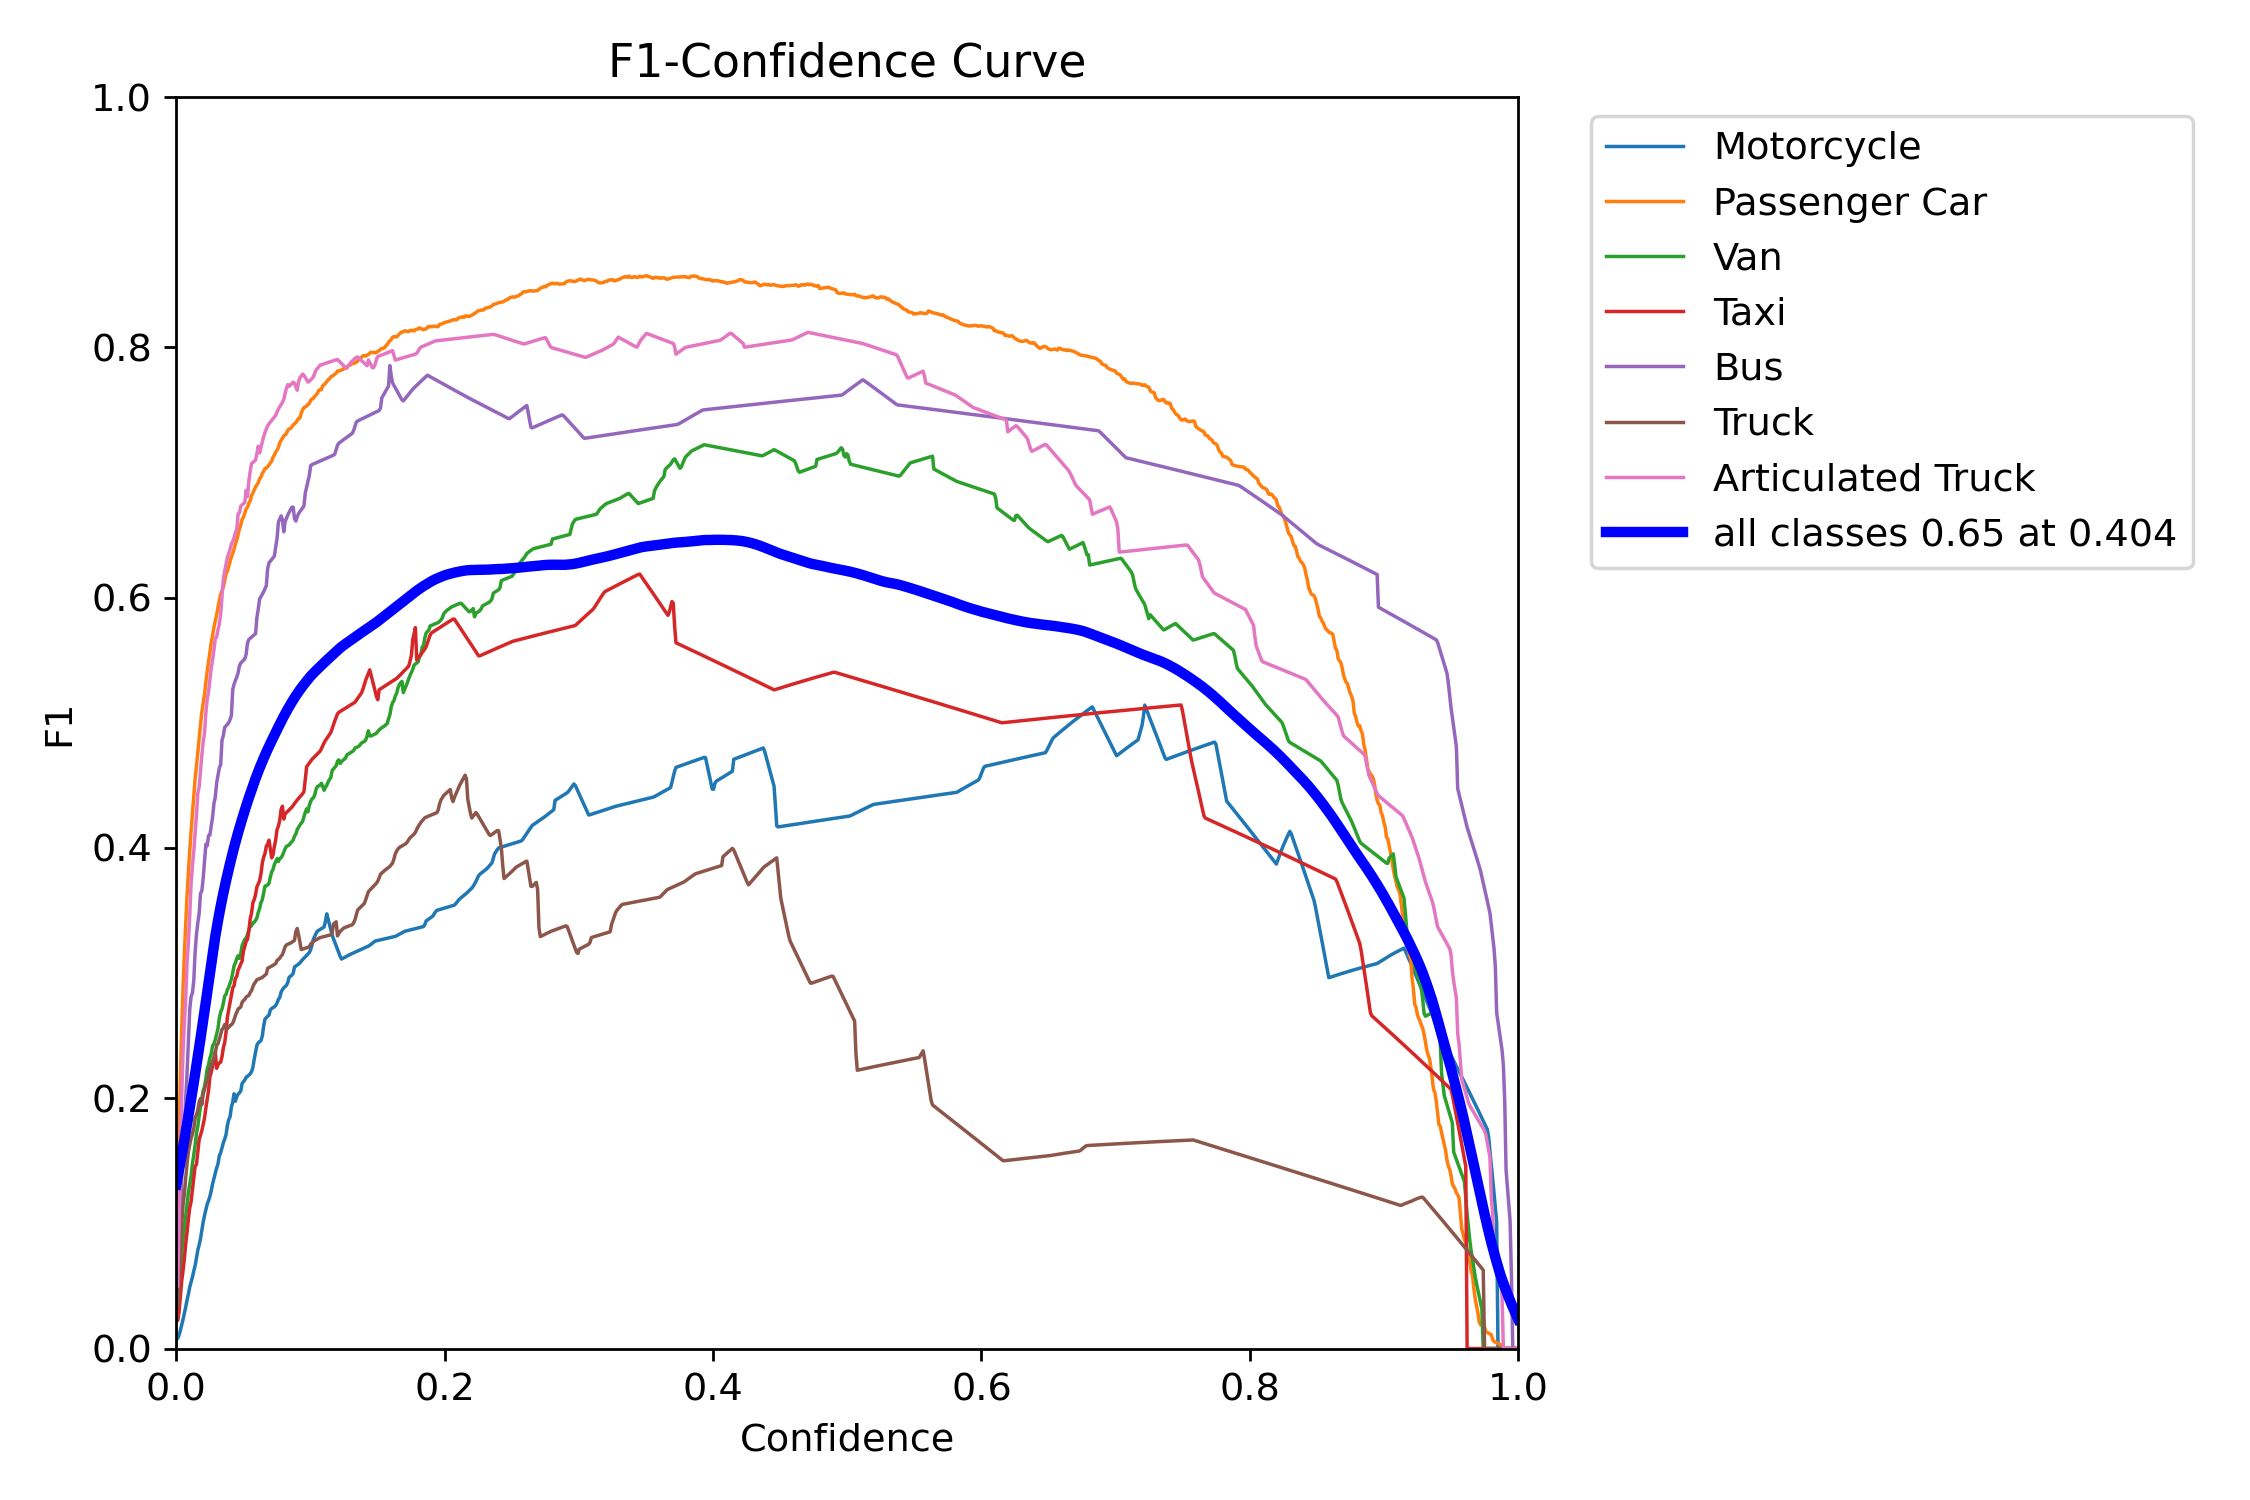 F1-Confidence Curve
1.0
0.8
0.6
0.4
0.2
0.0
F1
0.0 0.2 0.4 0.6 0.8 1.0
Confidence
Motorcycle
Passenger Car
Van
Taxi
Bus
Truck
Articulated Truck
all classes 0.65 at 0.404